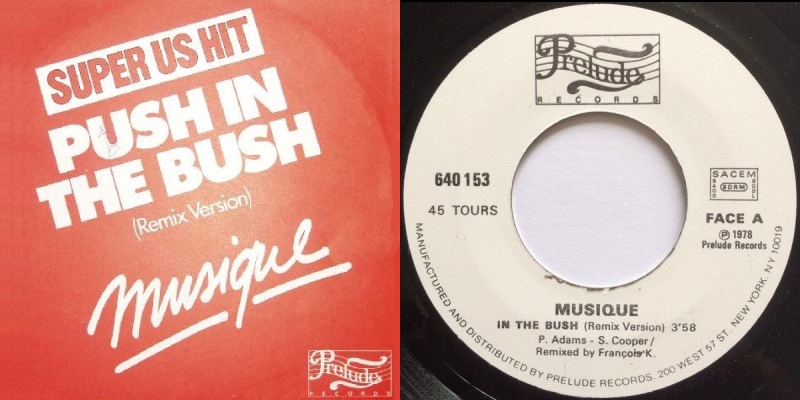 SUPER US HIT
PUSH IN
THE BUSH
(Remix Version)
Musique
Prelude
RECORDS
Prelude
RECORDS
640 153
45 TOURS
SACEM
SDRM
FACE A
℗ 1978
Prelude Records
MUSIQUE
IN THE BUSH (Remix Version) 3'58
P. Adams - S. Cooper/
Remixed by François K.
MANUFACTURED AND DISTRIBUTED BY PRELUDE RECORDS. 200 WEST 57 ST. NEW YORK. NY 10019